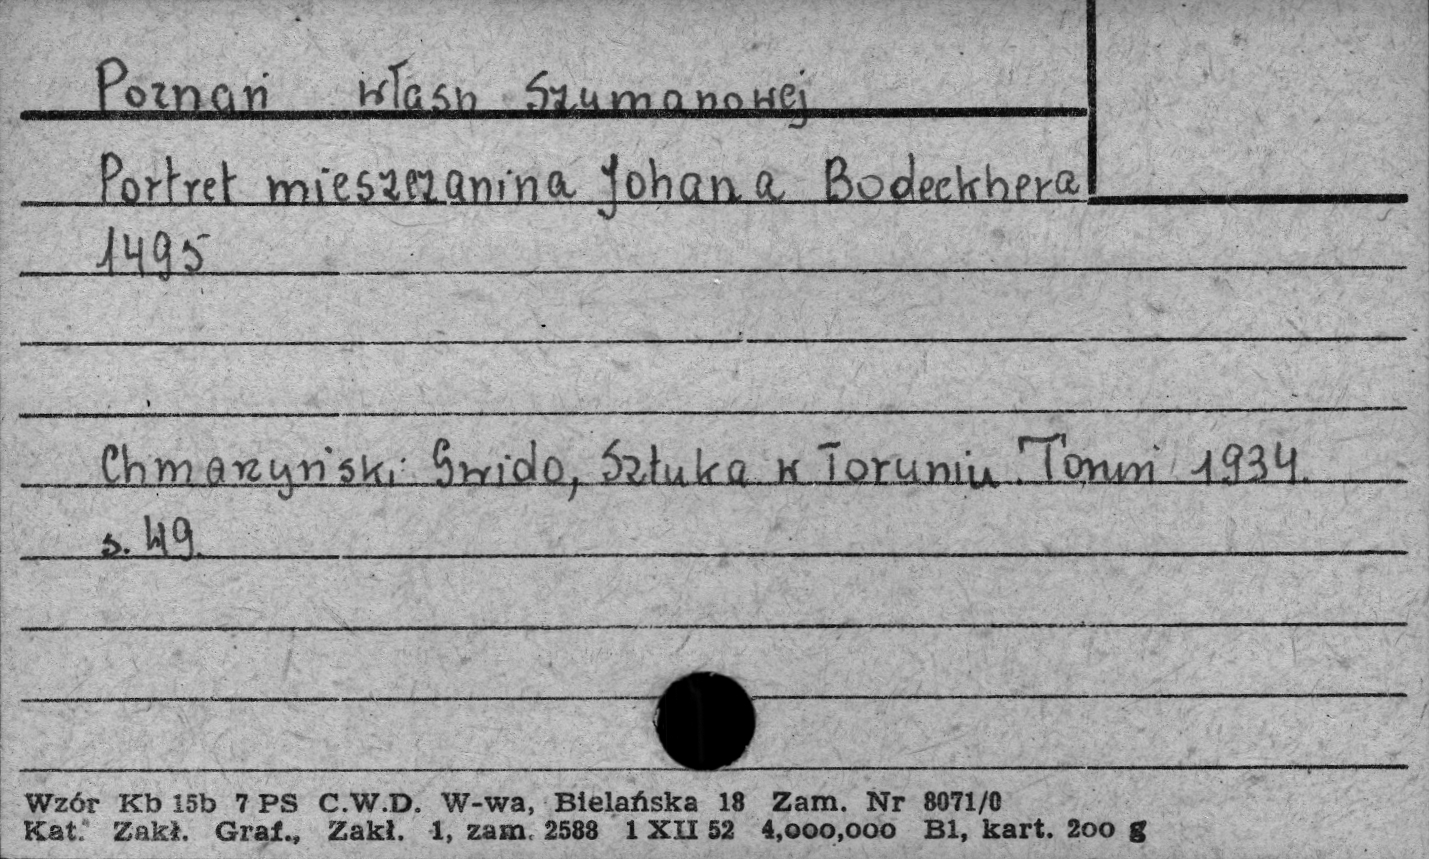 Poznań własn Szumanowej
Portret mieszczanina Johana Bodeckhera
1495
Chmarzyński Gwido, Sztuka w Toruniu. Toruń 1934.
s. 49.
Wzór Kb 15b 7 PS C.W.D. W-wa, Bielańska 18 Zam. Nr 8071/0
Kat. Zakł. Graf., Zakł. 1, zam. 2588 1 XII 52 4,000,000 B1, kart. 200 g